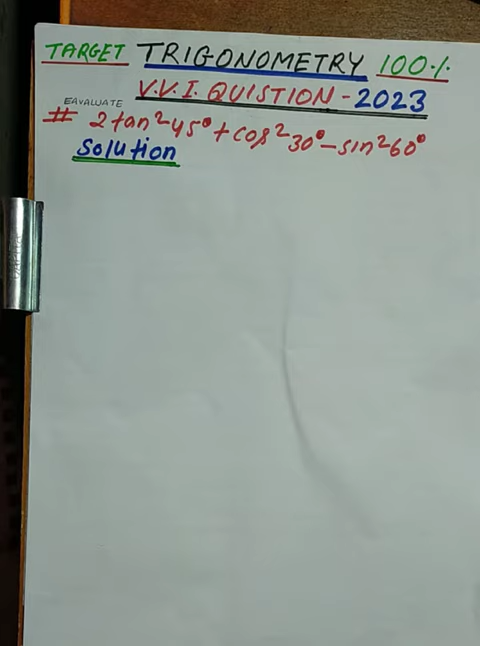 TARGET TRIGONOMETRY 100%
V.V.I. QUISTION - 2023
EAVALUATE
# 2tan²45° + cos²30° - sin²60°
Solution